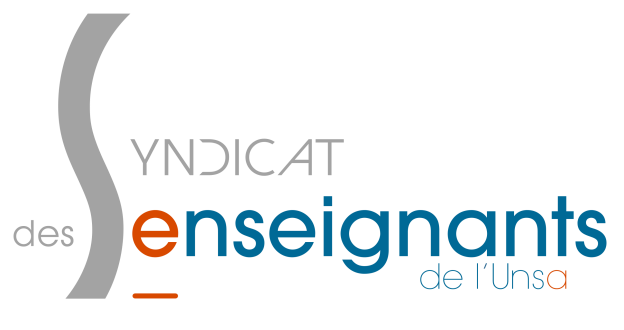 SYNDICAT
des enseignants
de l'Unsa